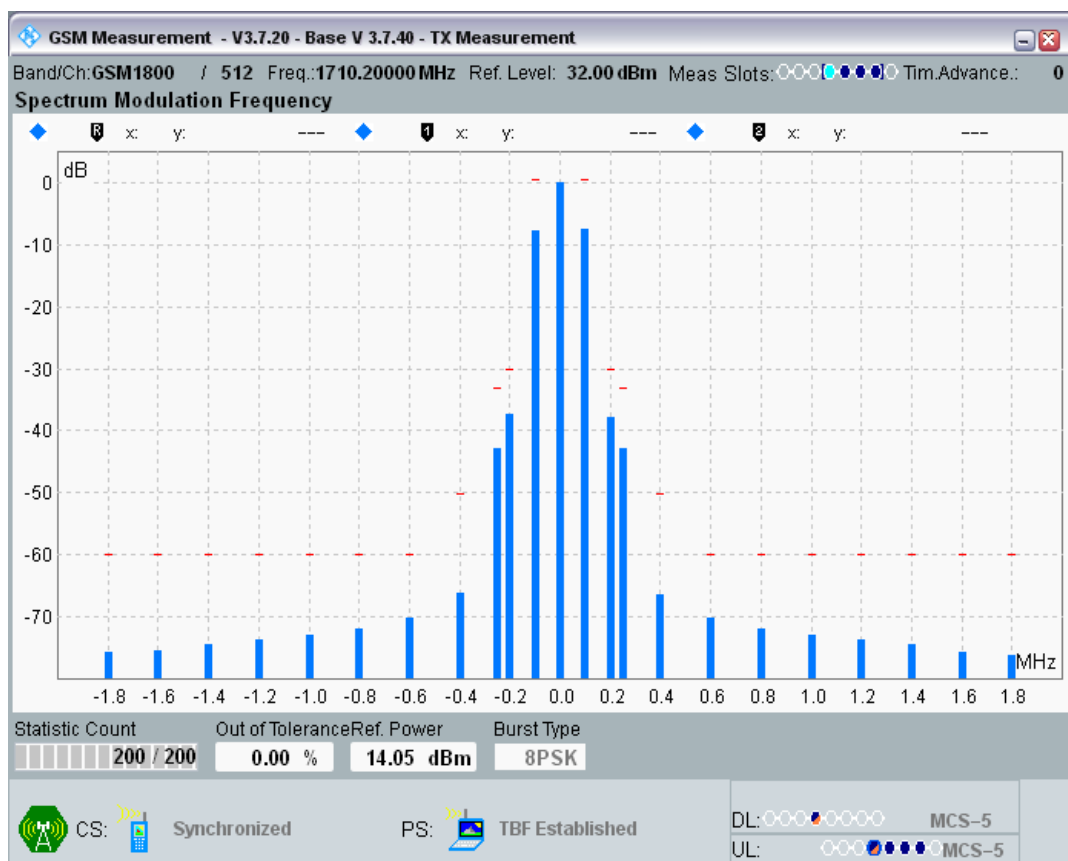 GSM Measurement - V3.7.20 - Base V 3.7.40 - TX Measurement
Band/Ch:GSM1800 / 512 Freq.:1710.20000 MHz Ref. Level: 32.00 dBm Meas Slots: Tim.Advance.: 0
Spectrum Modulation Frequency
R x: y: --- 1 x: y: --- 2 x: y: ---
dB
0
-10
-20
-30
-40
-50
-60
-70
MHz
-1.8 -1.6 -1.4 -1.2 -1.0 -0.8 -0.6 -0.4 -0.2 0.0 0.2 0.4 0.6 0.8 1.0 1.2 1.4 1.6 1.8
Statistic Count Out of Tolerance Ref. Power Burst Type
200 / 200 0.00 % 14.05 dBm 8PSK
CS: Synchronized PS: TBF Established
DL: MCS-5
UL: MCS-5